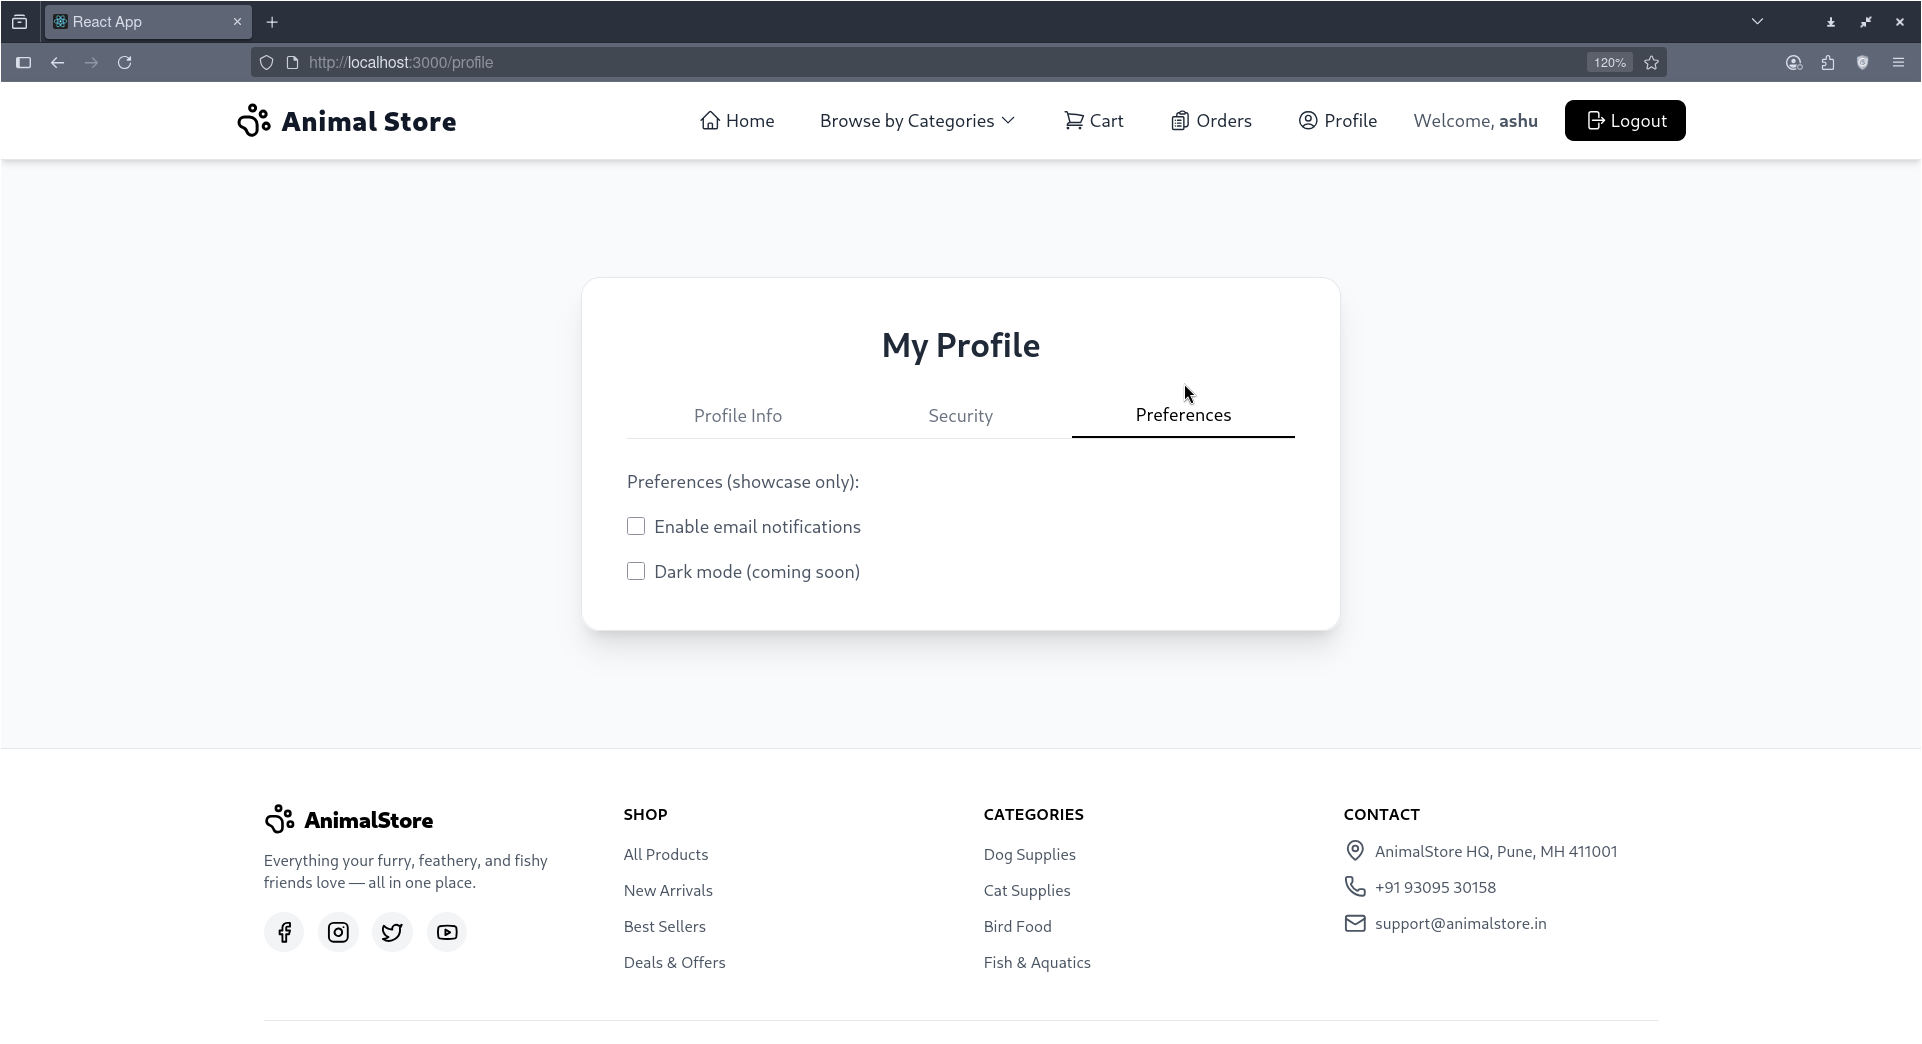 React App
http://localhost:3000/profile
120%
Animal Store
Home
Browse by Categories
Cart
Orders
Profile
Welcome, ashu
Logout
My Profile
Profile Info
Security
Preferences
Preferences (showcase only):
Enable email notifications
Dark mode (coming soon)
AnimalStore
Everything your furry, feathery, and fishy
friends love — all in one place.
SHOP
All Products
New Arrivals
Best Sellers
Deals & Offers
CATEGORIES
Dog Supplies
Cat Supplies
Bird Food
Fish & Aquatics
CONTACT
AnimalStore HQ, Pune, MH 411001
+91 93095 30158
support@animalstore.in